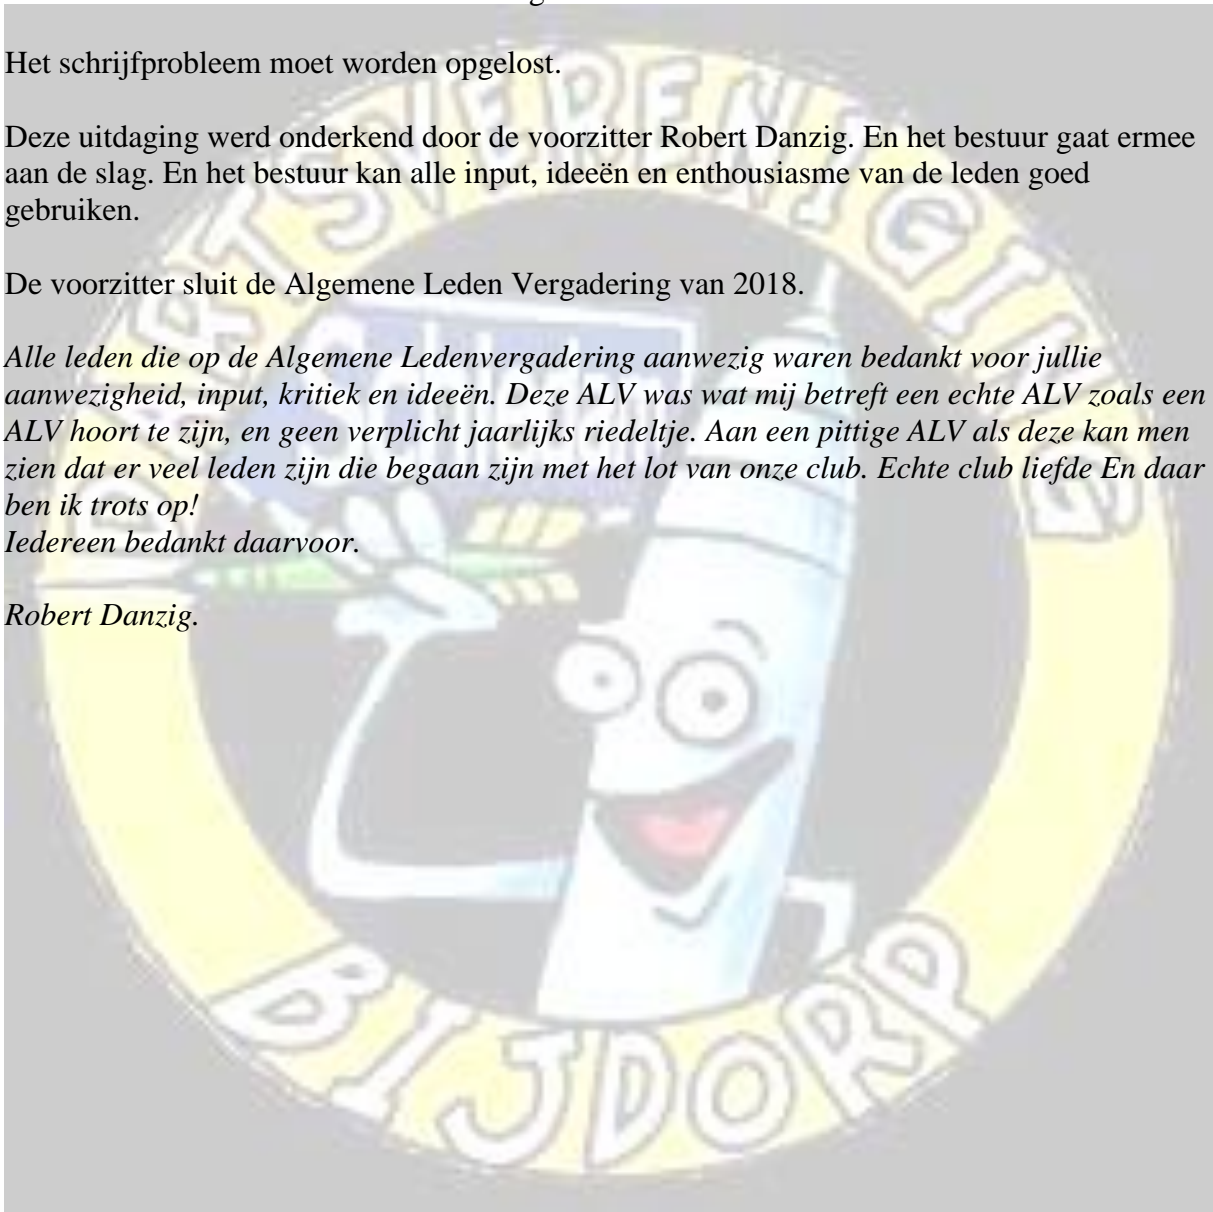 Het schrijfprobleem moet worden opgelost.
Deze uitdaging werd onderkend door de voorzitter Robert Danzig. En het bestuur gaat ermee
aan de slag. En het bestuur kan alle input, ideeën en enthousiasme van de leden goed
gebruiken.
De voorzitter sluit de Algemene Leden Vergadering van 2018.
Alle leden die op de Algemene Ledenvergadering aanwezig waren bedankt voor jullie
aanwezigheid, input, kritiek en ideeën. Deze ALV was wat mij betreft een echte ALV zoals een
ALV hoort te zijn, en geen verplicht jaarlijks riedeltje. Aan een pittige ALV als deze kan men
zien dat er veel leden zijn die begaan zijn met het lot van onze club. Echte club liefde En daar
ben ik trots op!
Iedereen bedankt daarvoor.
Robert Danzig.
DARTSVERENIGING
BIJDORP